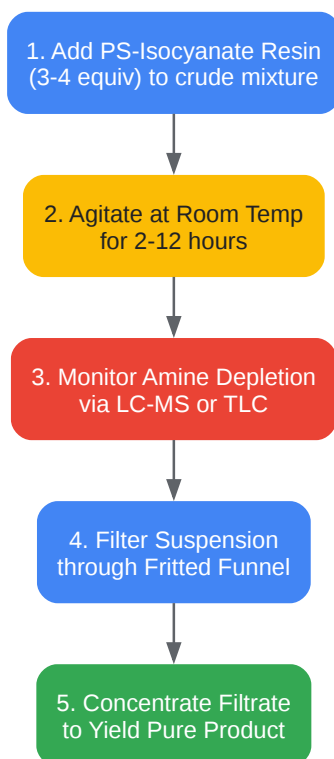 1. Add PS-Isocyanate Resin
(3-4 equiv) to crude mixture
2. Agitate at Room Temp
for 2-12 hours
3. Monitor Amine Depletion
via LC-MS or TLC
4. Filter Suspension
through Fritted Funnel
5. Concentrate Filtrate
to Yield Pure Product